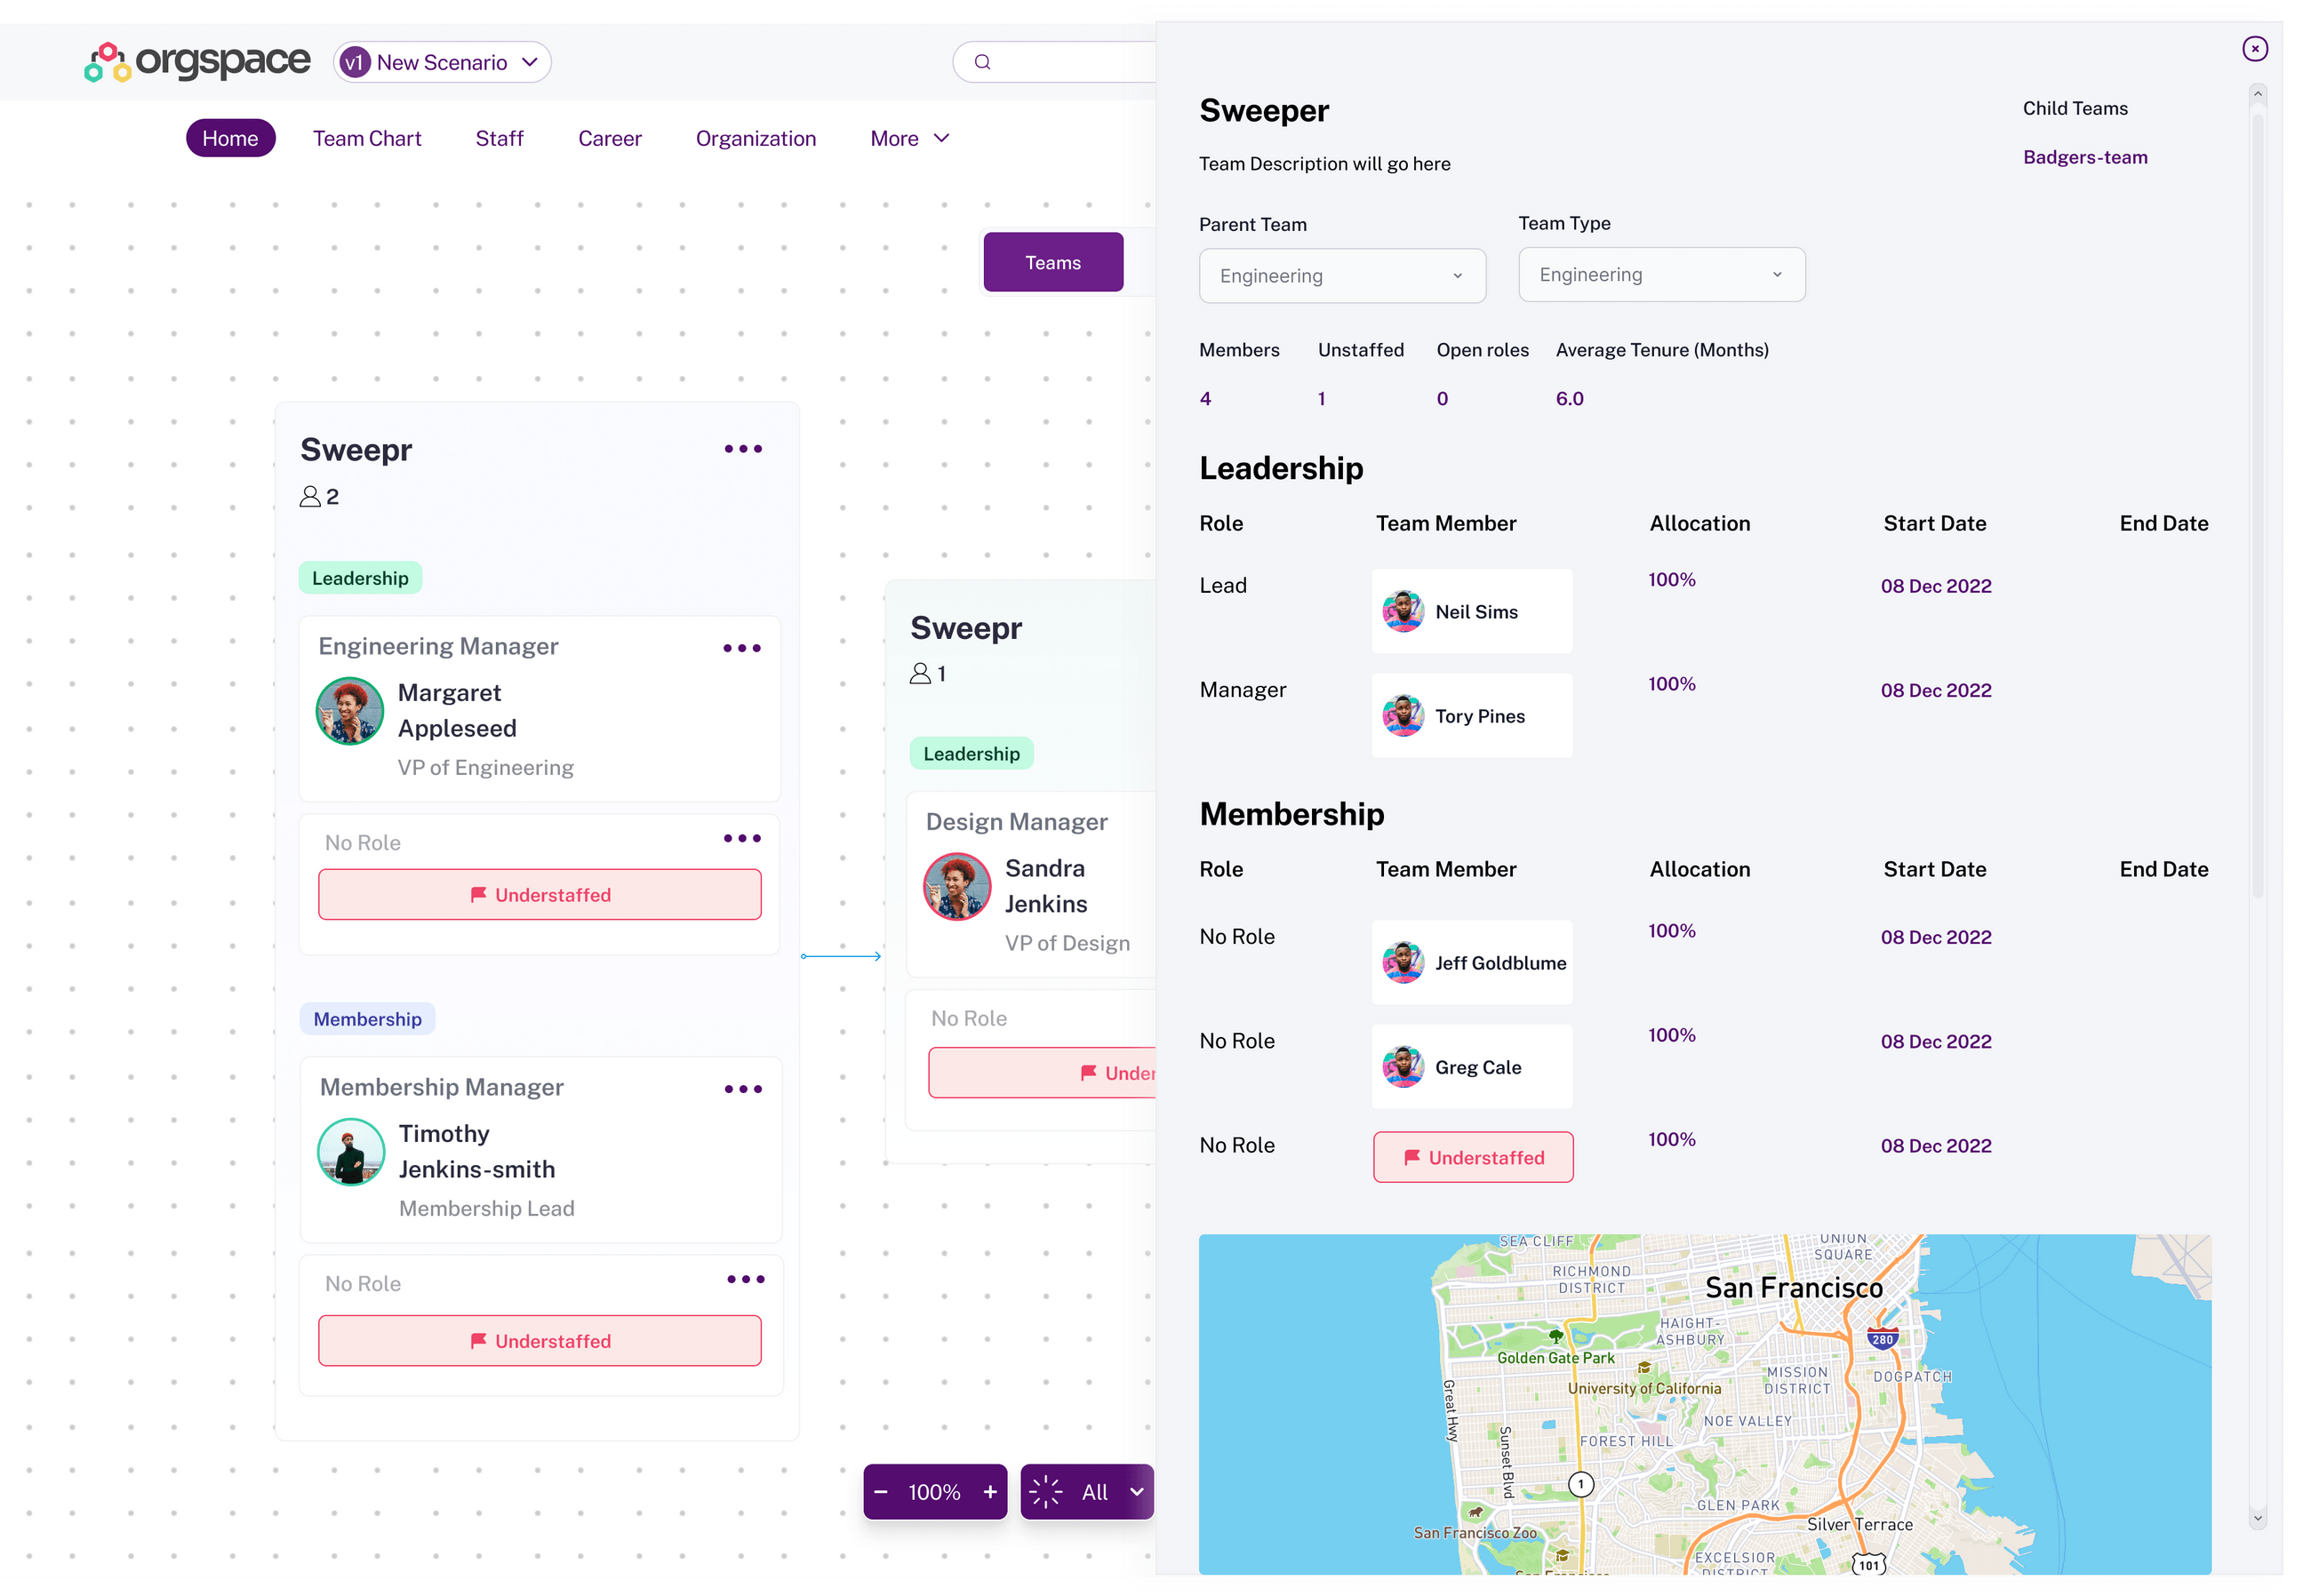 orgspace
v1 New Scenario
Home Team Chart Staff Career Organization More
Teams
Sweepr
2
Leadership
Engineering Manager
Margaret
Appleseed
VP of Engineering
No Role
Understaffed
Membership
Membership Manager
Timothy
Jenkins-smith
Membership Lead
No Role
Understaffed
Sweepr
1
Leadership
Design Manager
Sandra
Jenkins
VP of Design
No Role
Under
100%
All
Sweeper
Team Description will go here
Child Teams
Badgers-team
Parent Team Team Type
Engineering Engineering
Members Unstaffed Open roles Average Tenure (Months)
4 1 0 6.0
Leadership
Role Team Member Allocation Start Date End Date
Lead Neil Sims 100% 08 Dec 2022
Manager Tory Pines 100% 08 Dec 2022
Membership
Role Team Member Allocation Start Date End Date
No Role Jeff Goldblume 100% 08 Dec 2022
No Role Greg Cale 100% 08 Dec 2022
No Role Understaffed 100% 08 Dec 2022
SEA CLIFF
UNION
SQUARE
RICHMOND
DISTRICT
San Francisco
HAIGHT-
ASHBURY
280
Golden Gate Park
University of California
MISSION
DISTRICT
DOGPATCH
Great Hwy
NOE VALLEY
Sunset Blvd
FOREST HILL
1
GLEN PARK
San Francisco Zoo
Silver Terrace
EXCELSIOR
DISTRICT
101
San Francisco